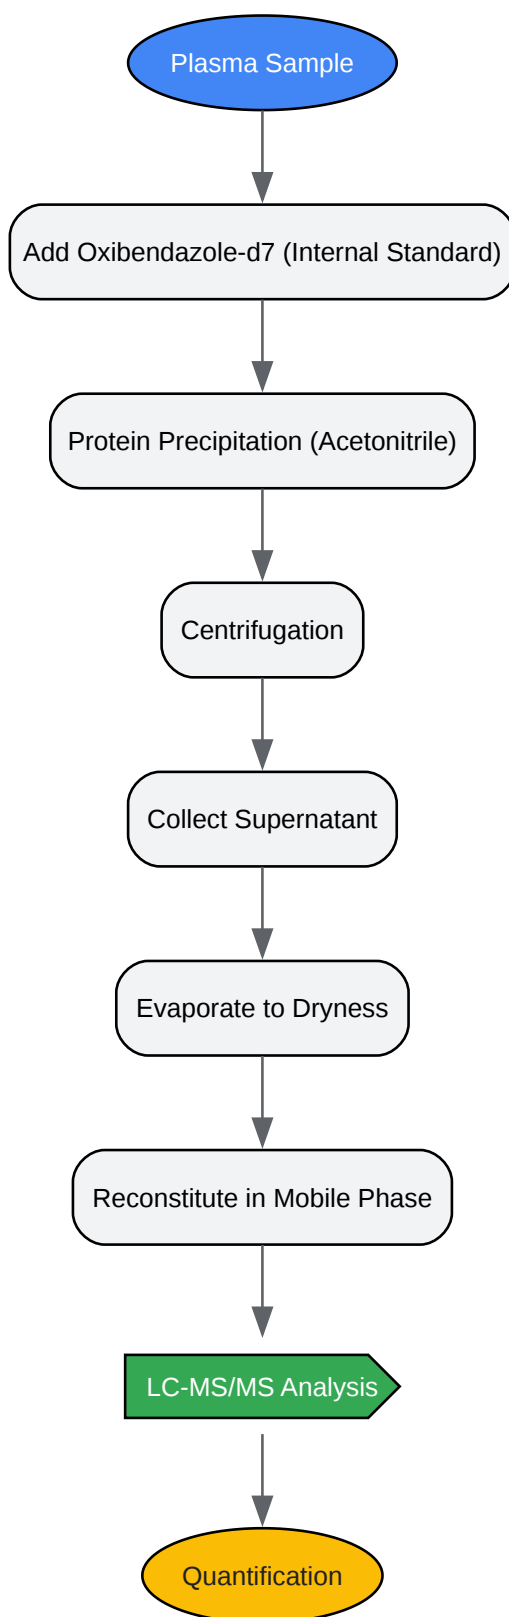 Plasma Sample
Add Oxibendazole-d7 (Internal Standard)
Protein Precipitation (Acetonitrile)
Centrifugation
Collect Supernatant
Evaporate to Dryness
Reconstitute in Mobile Phase
LC-MS/MS Analysis
Quantification